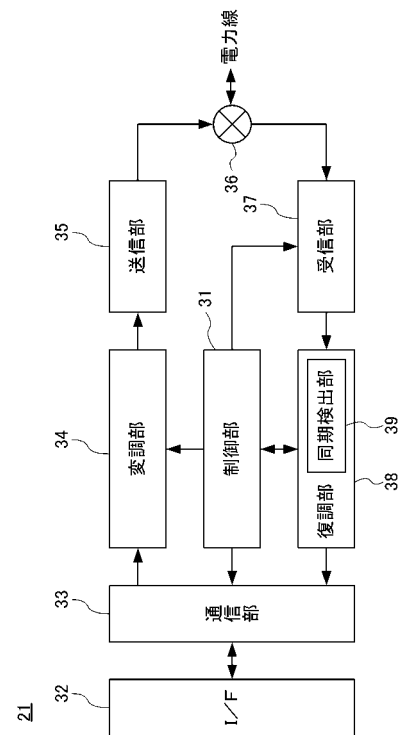 21
32
I/F
33
通信部
34
変調部
35
送信部
31
制御部
36
電力線
37
受信部
38
復調部
39
同期検出部